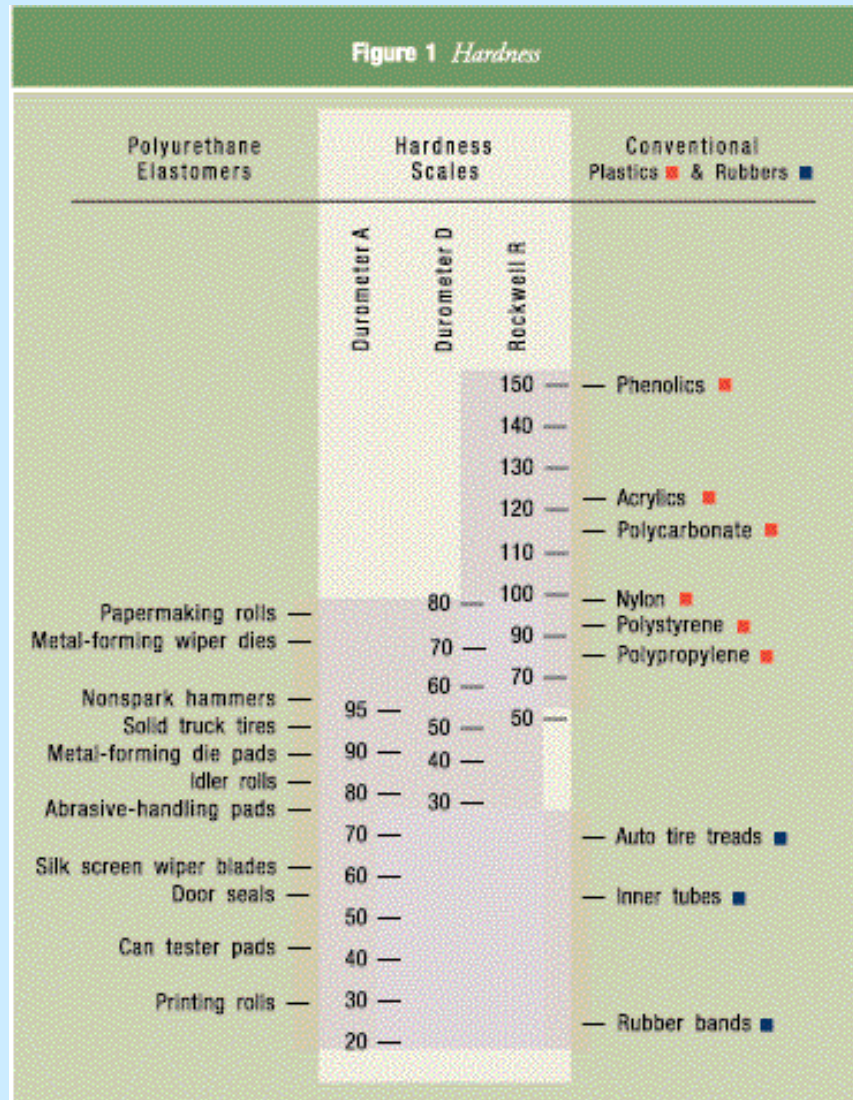 Figure 1 Hardness
Polyurethane
Elastomers
Hardness
Scales
Conventional
Plastics & Rubbers
Durometer A
Durometer D
Rockwell R
150
Phenolics
140
130
Acrylics
120
Polycarbonate
110
100
Nylon
80
Papermaking rolls
Polystyrene
90
Metal-forming wiper dies
70
Polypropylene
70
60
Nonspark hammers
95
50
Solid truck tires
50
Metal-forming die pads
90
40
Idler rolls
80
30
Abrasive-handling pads
70
Auto tire treads
Silk screen wiper blades
60
Door seals
Inner tubes
50
Can tester pads
40
Printing rolls
30
Rubber bands
20